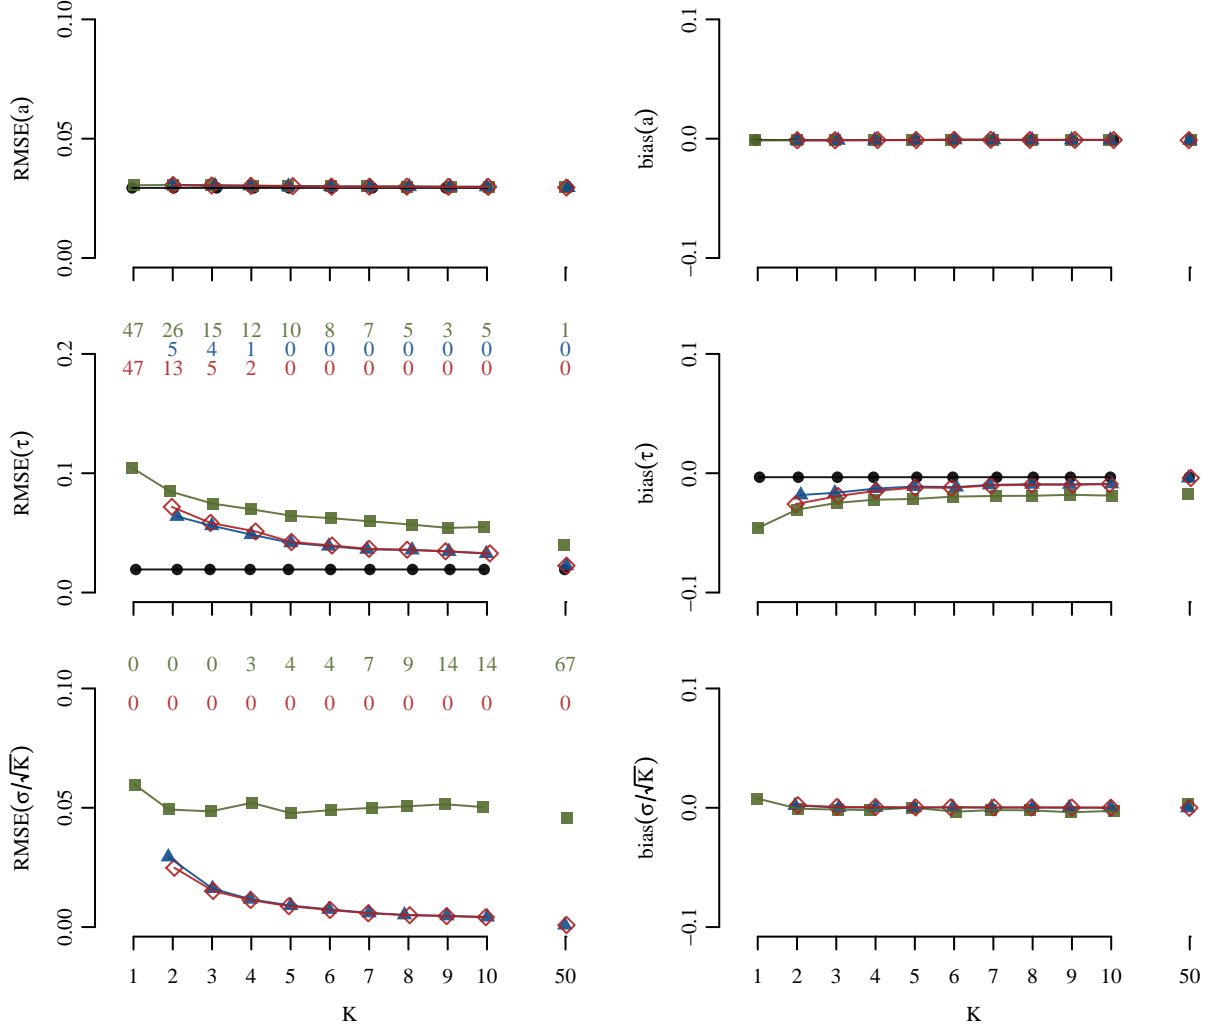 RMSE(a)
0.00 0.05 0.10
bias(a)
−0.1 0.0 0.1
RMSE(τ)
0.0 0.1 0.2
47 26 15 12 10 8 7 5 3 5 1
5 4 1 0 0 0 0 0 0 0
47 13 5 2 0 0 0 0 0 0 0
bias(τ)
−0.1 0.0 0.1
RMSE(σ/√K)
0.00 0.05 0.10
0 0 0 3 4 4 7 9 14 14 67
0 0 0 0 0 0 0 0 0 0 0
1 2 3 4 5 6 7 8 9 10 50
K
bias(σ/√K)
−0.1 0.0 0.1
1 2 3 4 5 6 7 8 9 10 50
K